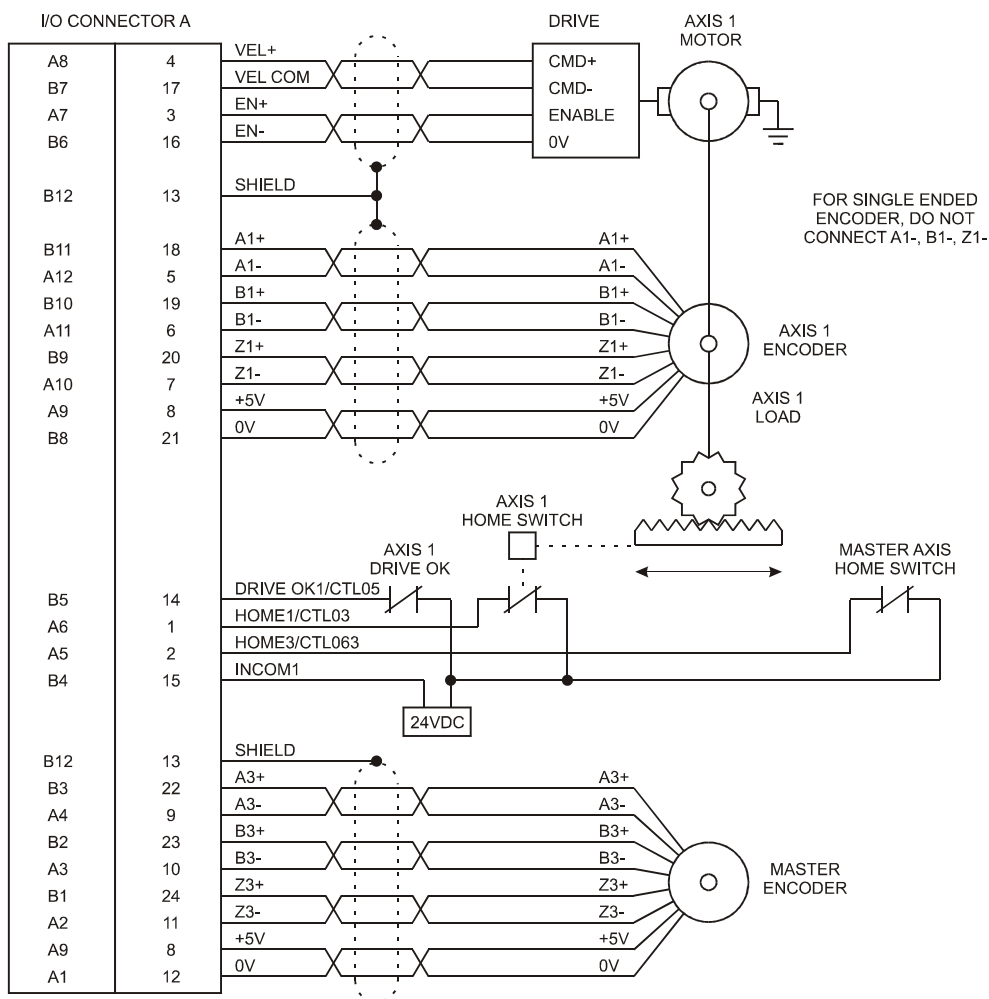 I/O CONNECTOR A
DRIVE
AXIS 1
MOTOR
A8 4 VEL+ CMD+
B7 17 VEL COM CMD-
A7 3 EN+ ENABLE
B6 16 EN- 0V
B12 13 SHIELD
FOR SINGLE ENDED
ENCODER, DO NOT
CONNECT A1-, B1-, Z1-
B11 18 A1+ A1+
A12 5 A1- A1-
B10 19 B1+ B1+
A11 6 B1- B1-
B9 20 Z1+ Z1+
A10 7 Z1- Z1-
A9 8 +5V +5V
B8 21 0V 0V
AXIS 1
ENCODER
AXIS 1
LOAD
AXIS 1
HOME SWITCH
AXIS 1
DRIVE OK
MASTER AXIS
HOME SWITCH
B5 14 DRIVE OK1/CTL05
A6 1 HOME1/CTL03
A5 2 HOME3/CTL063
B4 15 INCOM1
24VDC
B12 13 SHIELD
B3 22 A3+ A3+
A4 9 A3- A3-
B2 23 B3+ B3+
A3 10 B3- B3-
B1 24 Z3+ Z3+
A2 11 Z3- Z3-
A9 8 +5V +5V
A1 12 0V 0V
MASTER
ENCODER